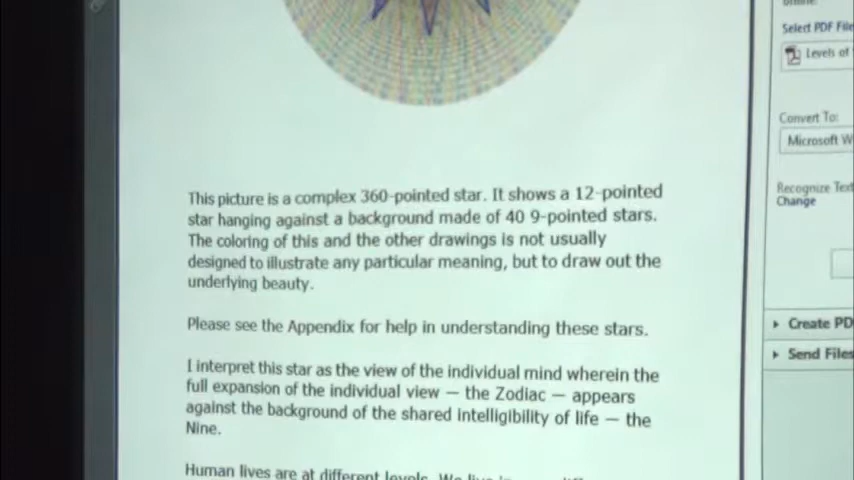 Select PDF File
Levels of
Convert To:
Microsoft W
Recognize Text
Change
Create PD
Send Files
This picture is a complex 360-pointed star. It shows a 12-pointed
star hanging against a background made of 40 9-pointed stars.
The coloring of this and the other drawings is not usually
designed to illustrate any particular meaning, but to draw out the
underlying beauty.
Please see the Appendix for help in understanding these stars.
I interpret this star as the view of the individual mind wherein the
full expansion of the individual view — the Zodiac — appears
against the background of the shared intelligibility of life — the
Nine.
Human lives are at different levels. We live in